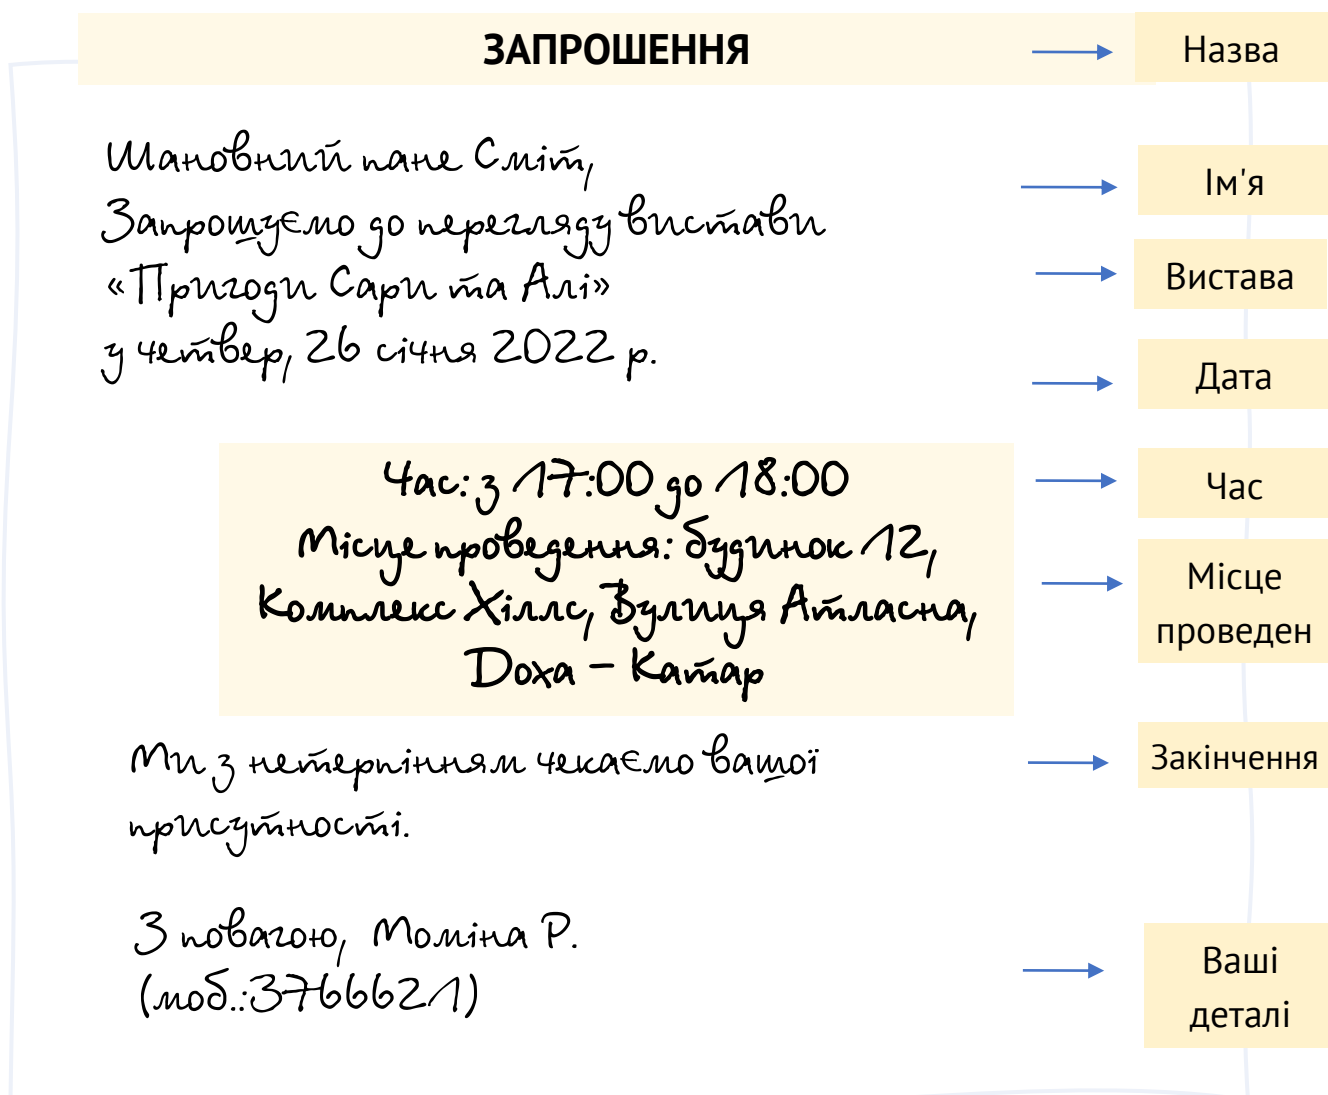 ЗАПРОШЕННЯ
Назва
Шановний пане Сміт,
Ім'я
Запрошуємо до перегляду вистави
«Пригоди Сари та Алі»
Вистава
у четвер, 26 січня 2022 р.
Дата
Час: з 17:00 до 18:00
Час
Місце проведення: будинок 12,
Комплекс Хіллс, Вулиця Атласна,
Доха – Катар
Місце
проведен
Ми з нетерпінням чекаємо вашої
присутності.
Закінчення
З повагою, Моміна Р.
(моб.:3766621)
Ваші
деталі